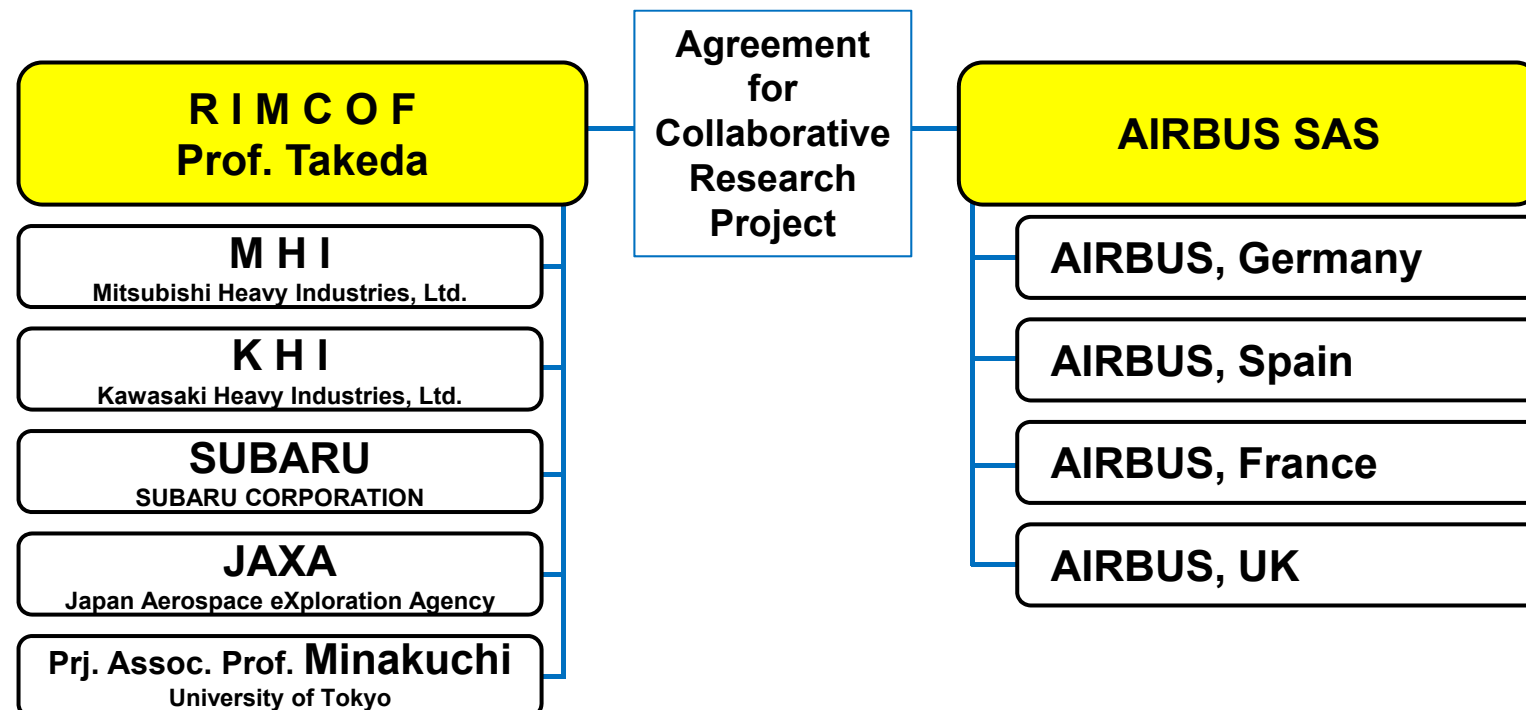 R I M C O F
Prof. Takeda
Agreement
for
Collaborative
Research
Project
AIRBUS SAS
M H I
Mitsubishi Heavy Industries, Ltd.
K H I
Kawasaki Heavy Industries, Ltd.
SUBARU
SUBARU CORPORATION
JAXA
Japan Aerospace eXploration Agency
Prj. Assoc. Prof. Minakuchi
University of Tokyo
AIRBUS, Germany
AIRBUS, Spain
AIRBUS, France
AIRBUS, UK